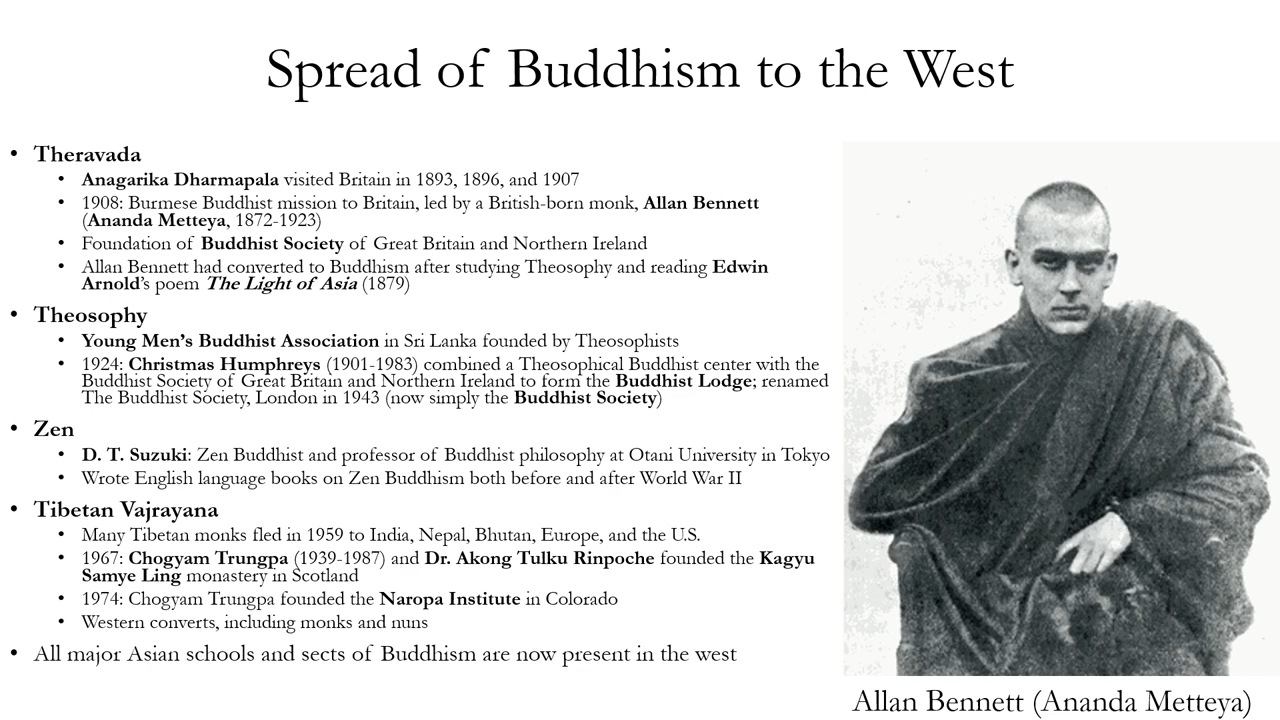 Spread of Buddhism to the West
• Theravada
• Anagarika Dharmapala visited Britain in 1893, 1896, and 1907
• 1908: Burmese Buddhist mission to Britain, led by a British-born monk, Allan Bennett
(Ananda Metteya, 1872-1923)
• Foundation of Buddhist Society of Great Britain and Northern Ireland
• Allan Bennett had converted to Buddhism after studying Theosophy and reading Edwin
Arnold's poem The Light of Asia (1879)
• Theosophy
• Young Men's Buddhist Association in Sri Lanka founded by Theosophists
• 1924: Christmas Humphreys (1901-1983) combined a Theosophical Buddhist center with the
Buddhist Society of Great Britain and Northern Ireland to form the Buddhist Lodge; renamed
The Buddhist Society, London in 1943 (now simply the Buddhist Society)
• Zen
• D. T. Suzuki: Zen Buddhist and professor of Buddhist philosophy at Otani University in Tokyo
• Wrote English language books on Zen Buddhism both before and after World War II
• Tibetan Vajrayana
• Many Tibetan monks fled in 1959 to India, Nepal, Bhutan, Europe, and the U.S.
• 1967: Chogyam Trungpa (1939-1987) and Dr. Akong Tulku Rinpoche founded the Kagyu
Samye Ling monastery in Scotland
• 1974: Chogyam Trungpa founded the Naropa Institute in Colorado
• Western converts, including monks and nuns
• All major Asian schools and sects of Buddhism are now present in the west
Allan Bennett (Ananda Metteya)